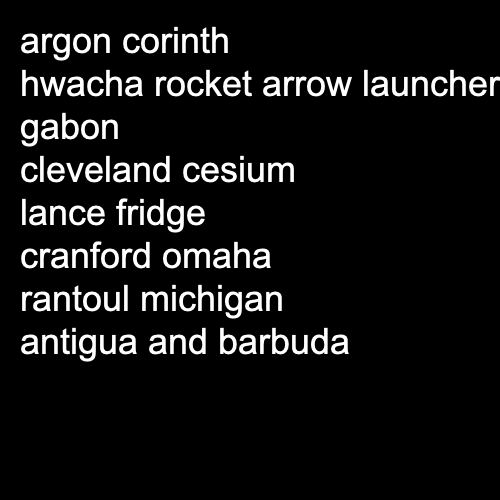 argon corinth
hwacha rocket arrow launcher
gabon
cleveland cesium
lance fridge
cranford omaha
rantoul michigan
antigua and barbuda